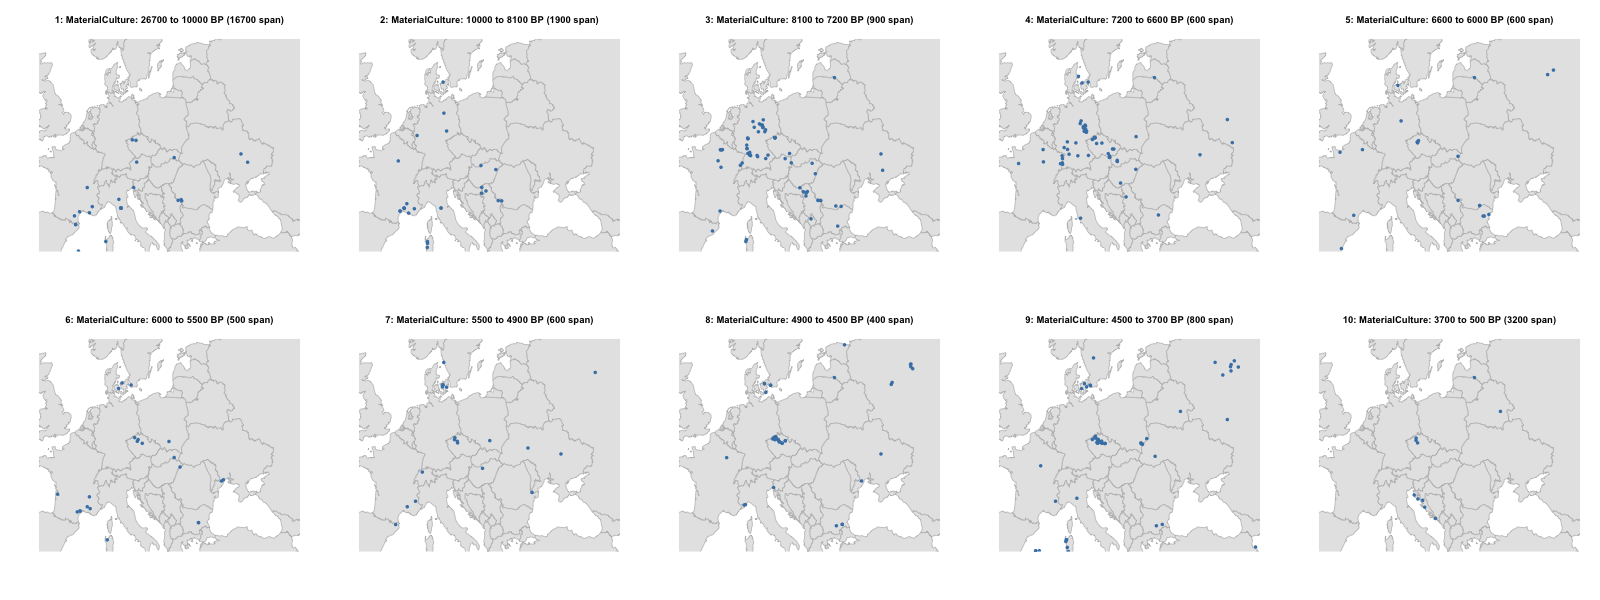 1: MaterialCulture: 26700 to 10000 BP (16700 span)
2: MaterialCulture: 10000 to 8100 BP (1900 span)
3: MaterialCulture: 8100 to 7200 BP (900 span)
4: MaterialCulture: 7200 to 6600 BP (600 span)
5: MaterialCulture: 6600 to 6000 BP (600 span)
6: MaterialCulture: 6000 to 5500 BP (500 span)
7: MaterialCulture: 5500 to 4900 BP (600 span)
8: MaterialCulture: 4900 to 4500 BP (400 span)
9: MaterialCulture: 4500 to 3700 BP (800 span)
10: MaterialCulture: 3700 to 500 BP (3200 span)